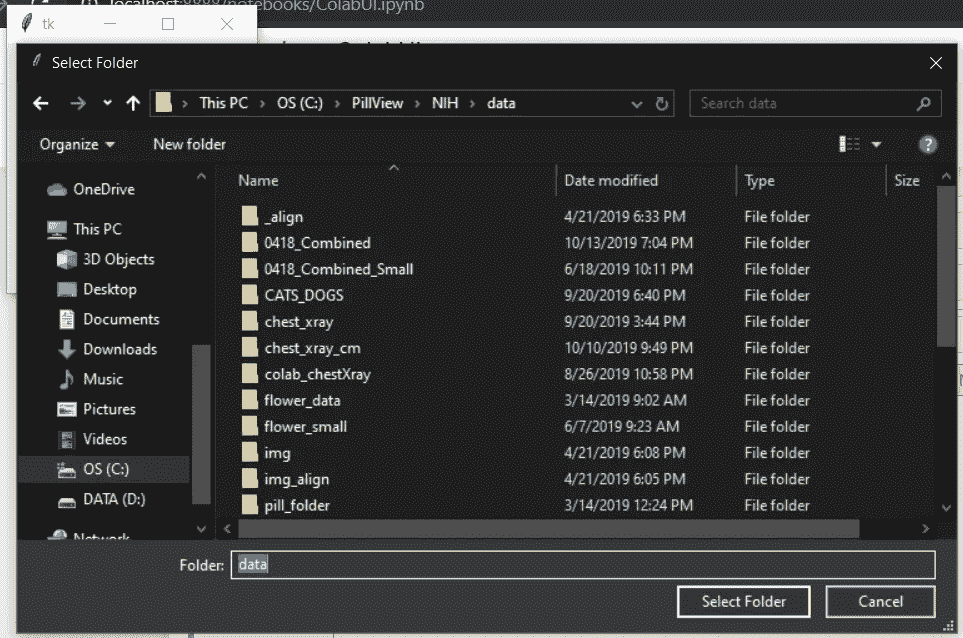 localhost:8888/notebooks/ColabUI.ipynb
tk
Select Folder
This PC › OS (C:) › PillView › NIH › data
Search data
Organize New folder
?
Name Date modified Type Size
OneDrive
This PC
3D Objects
Desktop
Documents
Downloads
Music
Pictures
Videos
OS (C:)
DATA (D:)
Network
_align 4/21/2019 6:33 PM File folder
0418_Combined 10/13/2019 7:04 PM File folder
0418_Combined_Small 6/18/2019 10:11 PM File folder
CATS_DOGS 9/20/2019 6:40 PM File folder
chest_xray 9/20/2019 3:44 PM File folder
chest_xray_cm 10/10/2019 9:49 PM File folder
colab_chestXray 8/26/2019 10:58 PM File folder
flower_data 3/14/2019 9:02 AM File folder
flower_small 6/7/2019 9:23 AM File folder
img 4/21/2019 6:08 PM File folder
img_align 4/21/2019 6:05 PM File folder
pill_folder 3/14/2019 12:24 PM File folder
Folder: data
Select Folder Cancel